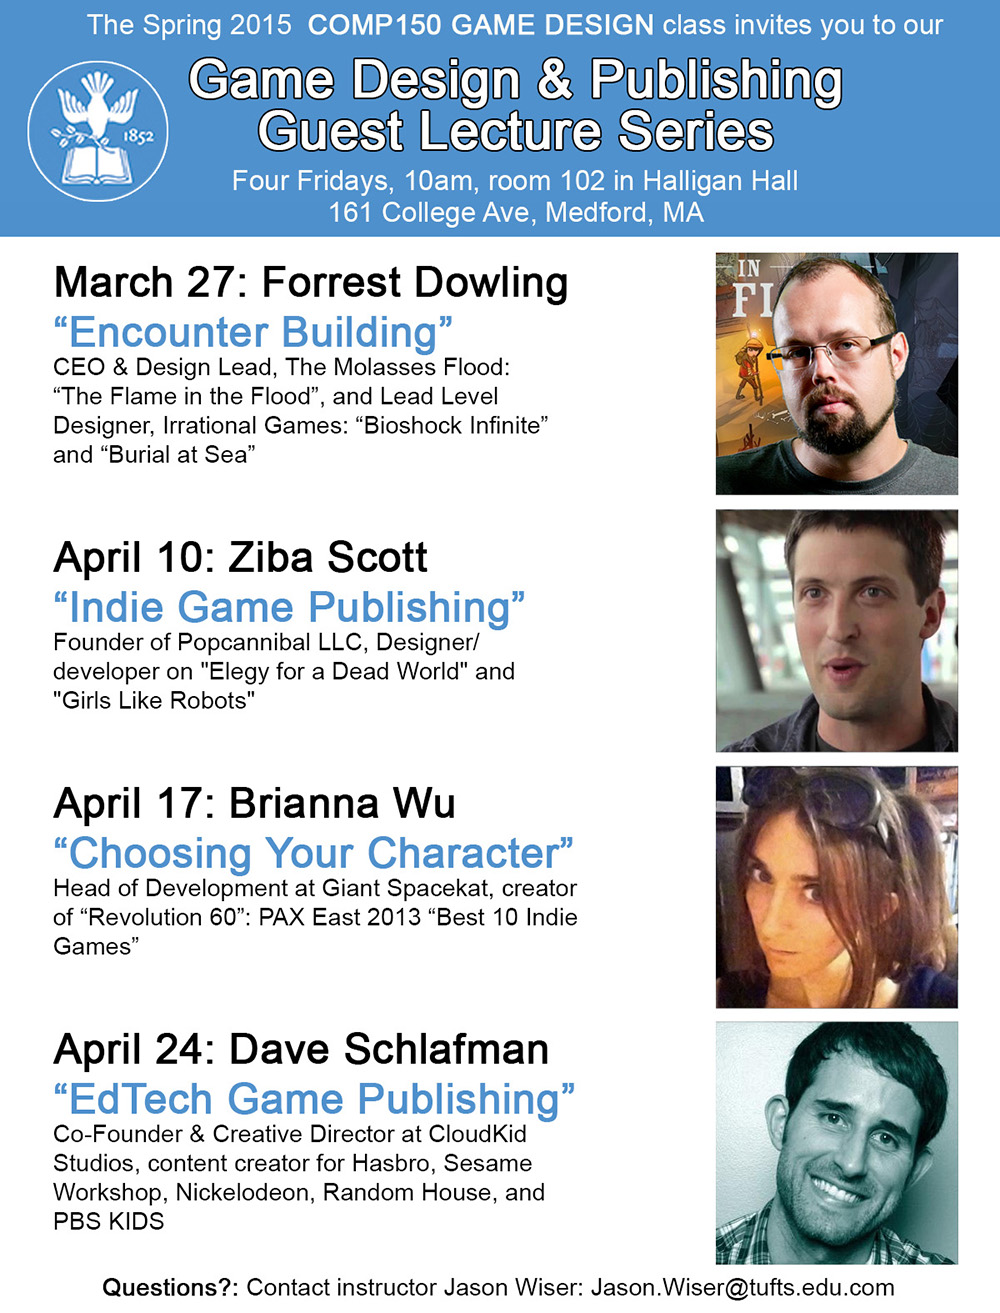 The Spring 2015 COMP150 GAME DESIGN class invites you to our
Game Design & Publishing
Guest Lecture Series
1852
Four Fridays, 10am, room 102 in Halligan Hall
161 College Ave, Medford, MA
March 27: Forrest Dowling
“Encounter Building”
CEO & Design Lead, The Molasses Flood:
“The Flame in the Flood”, and Lead Level
Designer, Irrational Games: “Bioshock Infinite”
and “Burial at Sea”
IN
FL
April 10: Ziba Scott
“Indie Game Publishing”
Founder of Popcannibal LLC, Designer/
developer on "Elegy for a Dead World" and
"Girls Like Robots"
April 17: Brianna Wu
“Choosing Your Character”
Head of Development at Giant Spacekat, creator
of “Revolution 60”: PAX East 2013 “Best 10 Indie
Games”
April 24: Dave Schlafman
“EdTech Game Publishing”
Co-Founder & Creative Director at CloudKid
Studios, content creator for Hasbro, Sesame
Workshop, Nickelodeon, Random House, and
PBS KIDS
Questions?: Contact instructor Jason Wiser: Jason.Wiser@tufts.edu.com